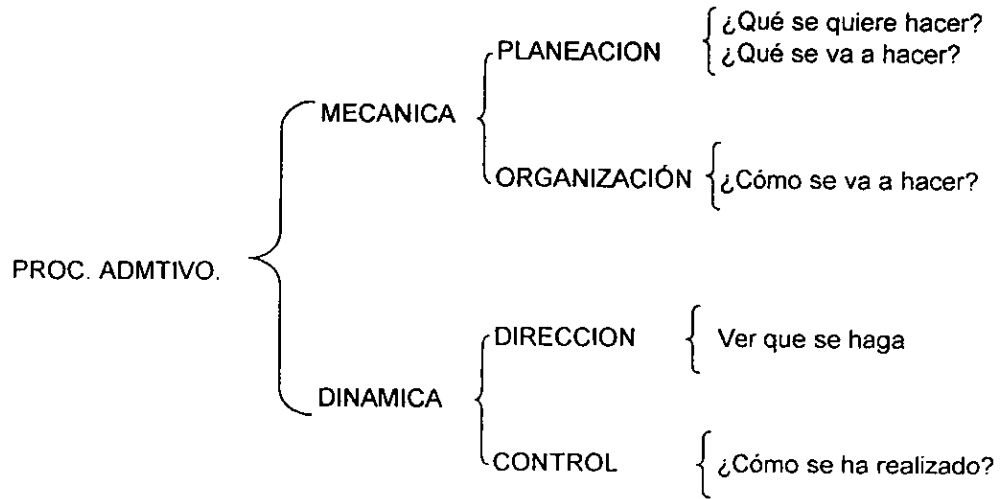 ¿Qué se quiere hacer?
PLANEACION
¿Qué se va a hacer?
MECANICA
ORGANIZACIÓN
¿Cómo se va a hacer?
PROC. ADMTIVO.
DIRECCION
Ver que se haga
DINAMICA
CONTROL
¿Cómo se ha realizado?